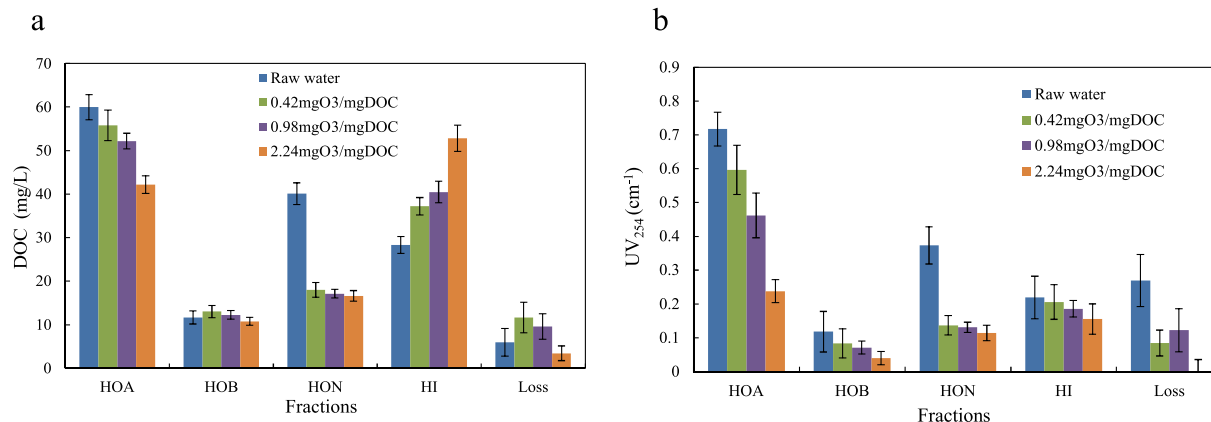 a
70
60
50
40
30
20
10
0
DOC (mg/L)
Raw water
0.42mgO3/mgDOC
0.98mgO3/mgDOC
2.24mgO3/mgDOC
HOA HOB HON HI Loss
Fractions
b
0.9
0.8
0.7
0.6
0.5
0.4
0.3
0.2
0.1
0
UV254 (cm-1)
Raw water
0.42mgO3/mgDOC
0.98mgO3/mgDOC
2.24mgO3/mgDOC
HOA HOB HON HI Loss
Fractions